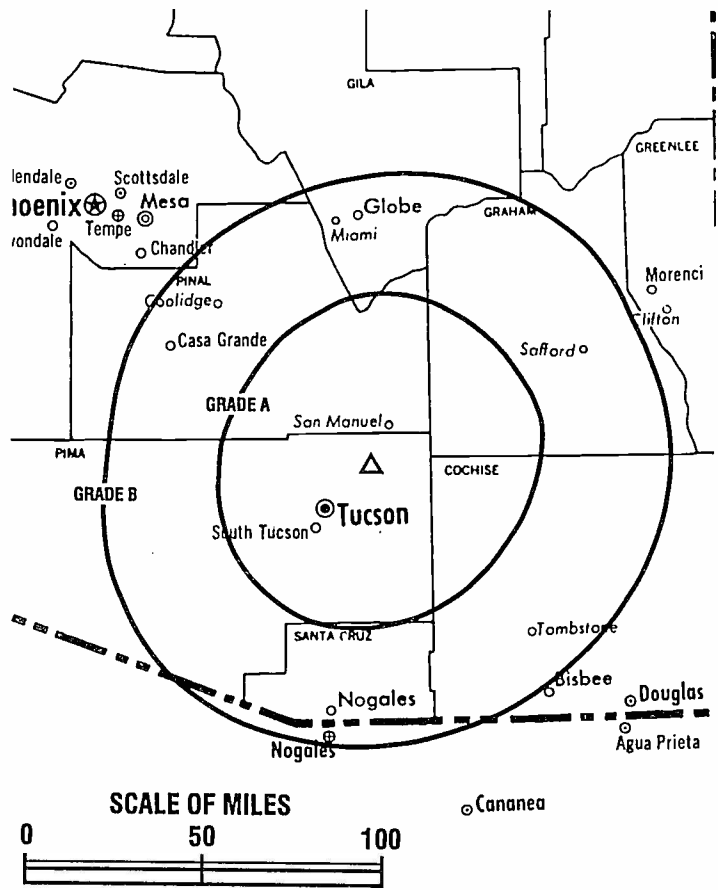 GILA
GREENLEE
lendale
Scottsdale
hoenix
Mesa
Tempe
vondale
Globe
Miami
GRAHAM
Chandler
PINAL
Coolidge
Morenci
Clifton
Casa Grande
Safford
GRADE A
San Manuel
PIMA
COCHISE
GRADE B
Tucson
South Tucson
SANTA CRUZ
Tombstone
Bisbee
Nogales
Douglas
Nogales
Agua Prieta
SCALE OF MILES
Cananea
0 50 100